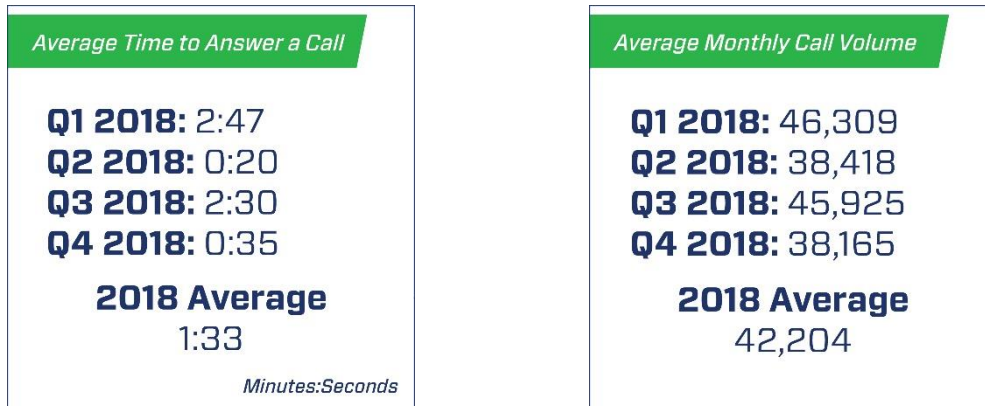 Average Time to Answer a Call
Q1 2018: 2:47
Q2 2018: 0:20
Q3 2018: 2:30
Q4 2018: 0:35
2018 Average
1:33
Minutes:Seconds
Average Monthly Call Volume
Q1 2018: 46,309
Q2 2018: 38,418
Q3 2018: 45,925
Q4 2018: 38,165
2018 Average
42,204